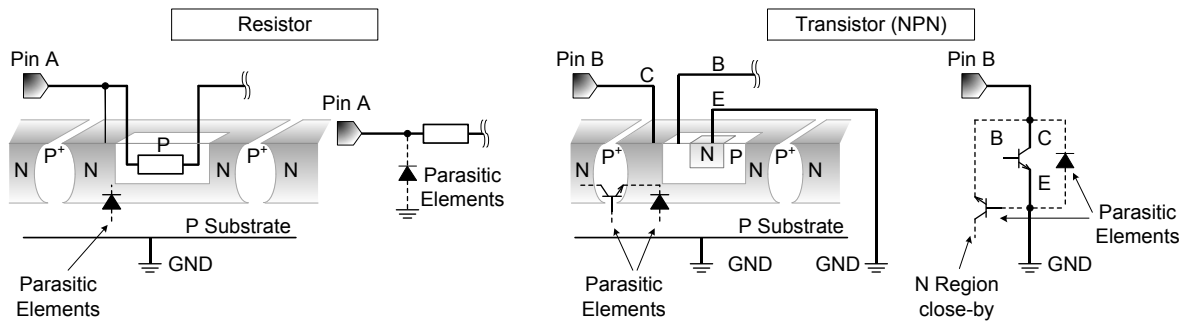 Resistor
Pin A
N
P+
N
P
N
P+
N
Parasitic
Elements
P Substrate
GND
Pin A
Parasitic
Elements
Transistor (NPN)
Pin B
C
B
E
N
P+
N
N
P
N
P+
N
P Substrate
GND
GND
Parasitic
Elements
Pin B
B
C
E
Parasitic
Elements
GND
N Region
close-by